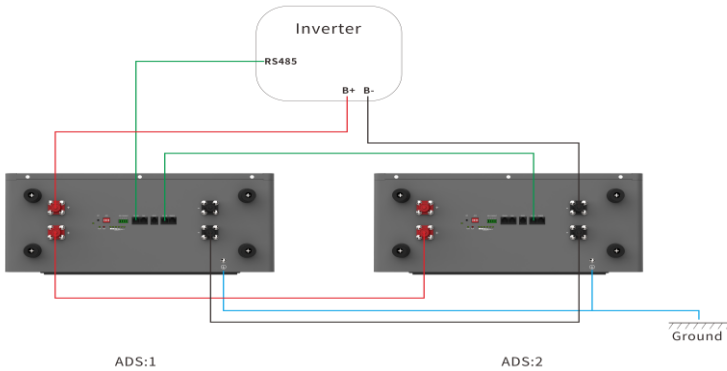 Inverter
RS485
B+ B-
Ground
ADS:1
ADS:2